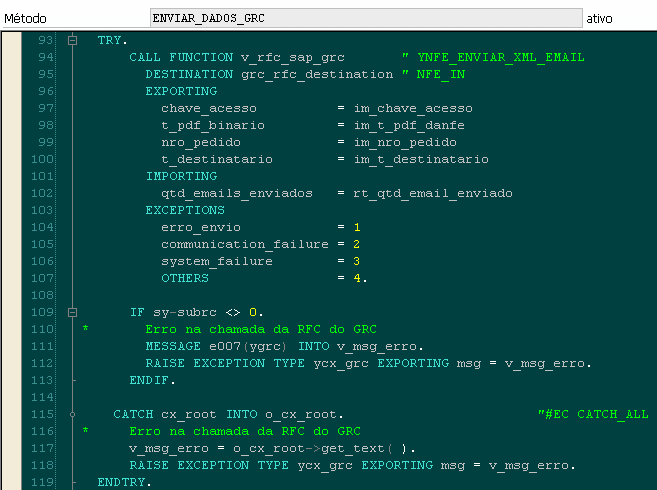 Método ENVIAR_DADOS_GRC ativo
93 TRY.
94 CALL FUNCTION v_rfc_sap_grc " YNFE_ENVIAR_XML_EMAIL
95 DESTINATION grc_rfc_destination " NFE_IN
96 EXPORTING
97 chave_acesso = im_chave_acesso
98 t_pdf_binario = im_t_pdf_danfe
99 nro_pedido = im_nro_pedido
100 t_destinatario = im_t_destinatario
101 IMPORTING
102 qtd_emails_enviados = rt_qtd_email_enviado
103 EXCEPTIONS
104 erro_envio = 1
105 communication_failure = 2
106 system_failure = 3
107 OTHERS = 4.
108
109 IF sy-subrc <> 0.
110 * Erro na chamada da RFC do GRC
111 MESSAGE e007(ygrc) INTO v_msg_erro.
112 RAISE EXCEPTION TYPE ycx_grc EXPORTING msg = v_msg_erro.
113 ENDIF.
114
115 CATCH cx_root INTO o_cx_root. "#EC CATCH_ALL
116 * Erro na chamada da RFC do GRC
117 v_msg_erro = o_cx_root->get_text( ).
118 RAISE EXCEPTION TYPE ycx_grc EXPORTING msg = v_msg_erro.
119 ENDTRY.